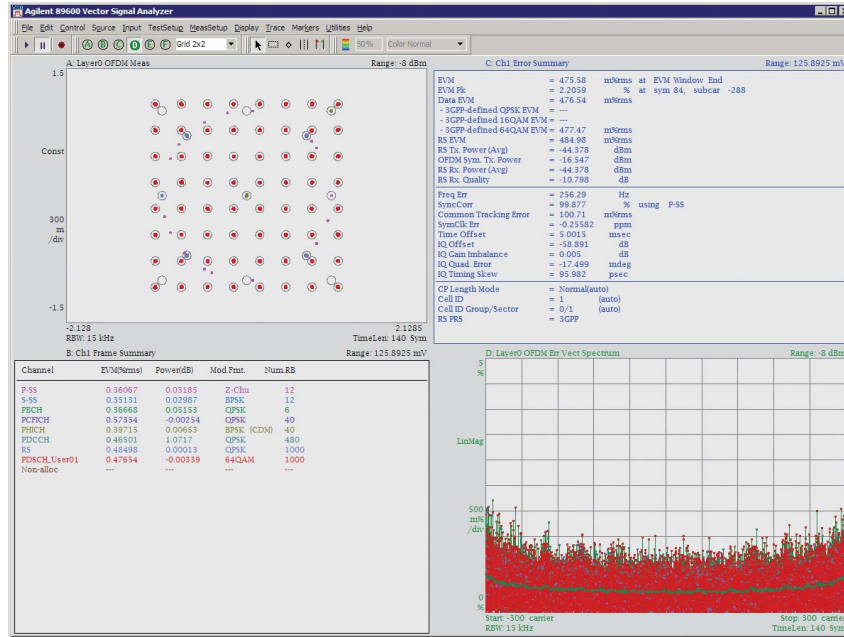 Agilent 89600 Vector Signal Analyzer
File Edit Control Source Input TestSetup MeasSetup Display Trace Markers Utilities Help
A B C D E F Grid 2x2 50% Color Normal
A: Layer0 OFDM Meas Range: -8 dBm
1.5
Const
300
m
/div
-1.5
-2.128 2.1285
RBW: 15 kHz TimeLen: 140 Sym
C: Ch1 Error Summary Range: 125.8925 mV
EVM = 475.58 m%rms at EVM Window End
EVM Pk = 2.2059 % at sym 84, subcar -288
Data EVM = 476.54 m%rms
- 3GPP-defined QPSK EVM = ---
- 3GPP-defined 16QAM EVM = ---
- 3GPP-defined 64QAM EVM = 477.47 m%rms
RS EVM = 484.98 m%rms
RS Tx. Power (Avg) = -44.378 dBm
OFDM Sym. Tx. Power = -16.547 dBm
RS Rx. Power (Avg) = -44.378 dBm
RS Rx. Quality = -10.798 dB
Freq Err = 256.29 Hz
SyncCorr = 99.877 % using P-SS
Common Tracking Error = 100.71 m%rms
SymClk Err = -0.25582 ppm
Time Offset = 5.0015 msec
IQ Offset = -58.891 dB
IQ Gain Imbalance = 0.005 dB
IQ Quad. Error = -17.499 mdeg
IQ Timing Skew = 95.982 psec
CP Length Mode = Normal(auto)
Cell ID = 1 (auto)
Cell ID Group/Sector = 0/1 (auto)
RS PRS = 3GPP
B: Ch1 Frame Summary Range: 125.8925 mV
Channel EVM(%rms) Power(dB) Mod.Fmt. Num.RB
P-SS 0.36067 0.03185 Z-Chu 12
S-SS 0.35131 0.02987 BPSK 12
PBCH 0.36668 0.05153 QPSK 6
PCFICH 0.57354 -0.00254 QPSK 40
PHICH 0.39715 0.00653 BPSK (CDM) 40
PDCCH 0.46501 1.0717 QPSK 480
RS 0.48498 0.00013 QPSK 1000
PDSCH_User01 0.47654 -0.00339 64QAM 1000
Non-alloc --- --- --- ---
D: Layer0 OFDM Err Vect Spectrum Range: -8 dBm
5
%
LinMag
500
m%
/div
0
%
Start: -300 carrier Stop: 300 carrier
RBW: 15 kHz TimeLen: 140 Sym